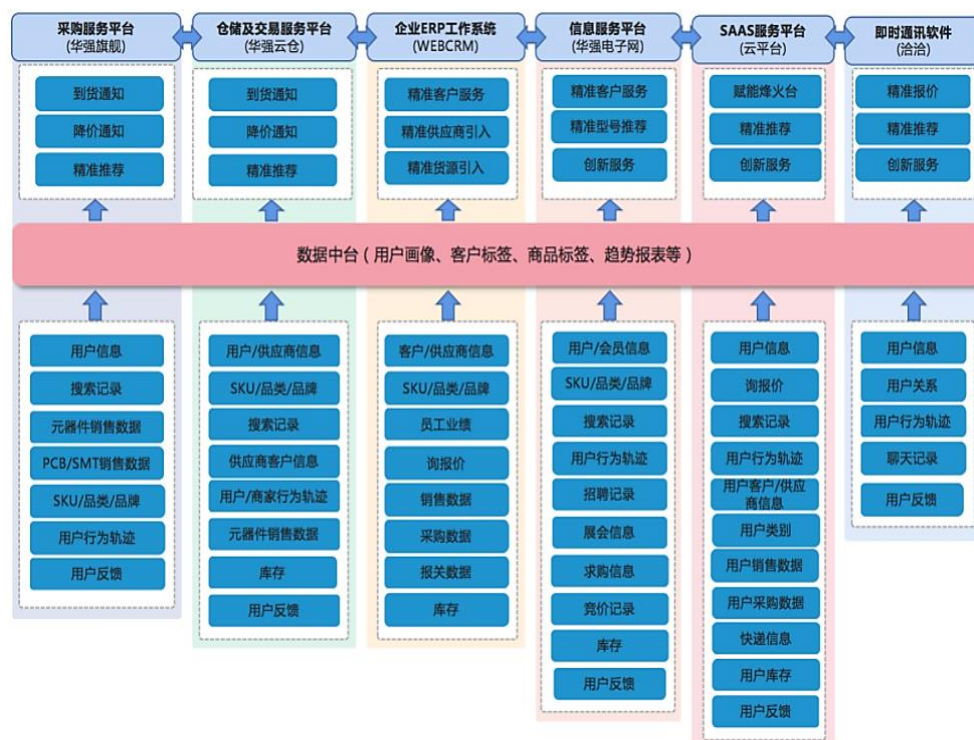 采购服务平台
(华强旗舰)
仓储及交易服务平台
(华强云仓)
企业ERP工作系统
(WEBCRM)
信息服务平台
(华强电子网)
SAAS服务平台
(云平台)
即时通讯软件
(洽洽)
到货通知
降价通知
精准推荐
到货通知
降价通知
精准推荐
精准客户服务
精准供应商引入
精准货源引入
精准客户服务
精准型号推荐
创新服务
赋能烽火台
精准推荐
创新服务
精准报价
精准推荐
创新服务
数据中台 ( 用户画像、客户标签、商品标签、趋势报表等 )
用户信息
搜索记录
元器件销售数据
PCB/SMT销售数据
SKU/品类/品牌
用户行为轨迹
用户反馈
用户/供应商信息
SKU/品类/品牌
搜索记录
供应商客户信息
用户/商家行为轨迹
元器件销售数据
库存
用户反馈
客户/供应商信息
SKU/品类/品牌
员工业绩
询报价
销售数据
采购数据
报关数据
库存
用户/会员信息
SKU/品类/品牌
搜索记录
用户行为轨迹
招聘记录
展会信息
求购信息
竞价记录
库存
用户反馈
用户信息
询报价
搜索记录
用户行为轨迹
用户客户/供应
商信息
用户类别
用户销售数据
用户采购数据
快递信息
用户库存
用户反馈
用户信息
用户关系
用户行为轨迹
聊天记录
用户反馈